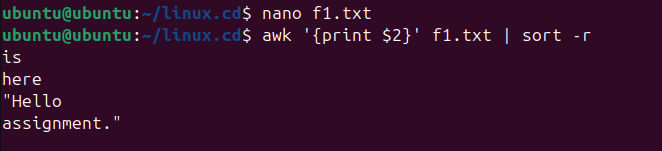 ubuntu@ubuntu:~/linux.cd$ nano f1.txt
ubuntu@ubuntu:~/linux.cd$ awk '{print $2}' f1.txt | sort -r
is
here
"Hello
assignment."